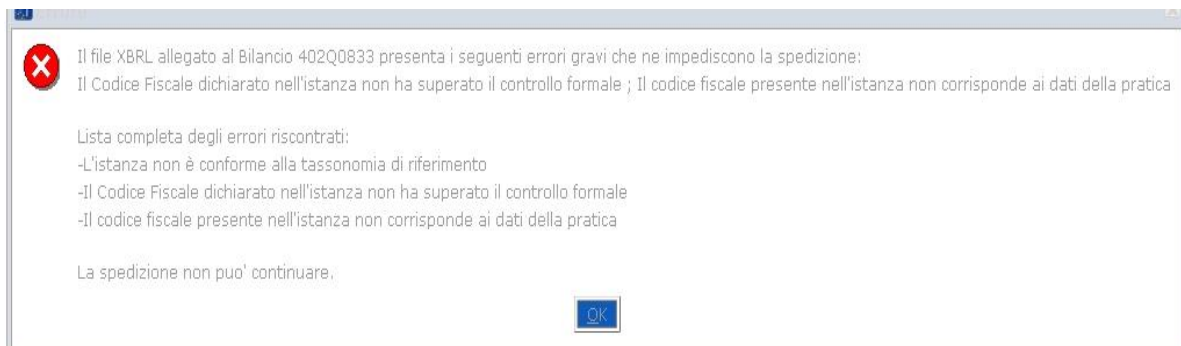 Il file XBRL allegato al Bilancio 402Q0833 presenta i seguenti errori gravi che ne impediscono la spedizione:
Il Codice Fiscale dichiarato nell'istanza non ha superato il controllo formale ; Il codice fiscale presente nell'istanza non corrisponde ai dati della pratica
Lista completa degli errori riscontrati:
-L'istanza non è conforme alla tassonomia di riferimento
-Il Codice Fiscale dichiarato nell'istanza non ha superato il controllo formale
-Il codice fiscale presente nell'istanza non corrisponde ai dati della pratica
La spedizione non puo' continuare.
OK